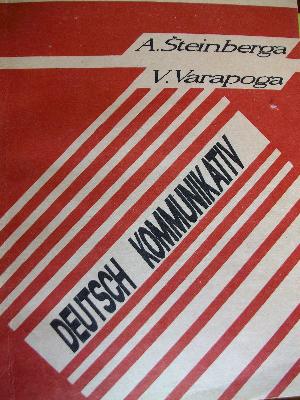 A.Šteinberga
V.Varapoga
DEUTSCH KOMMUNIKATIV